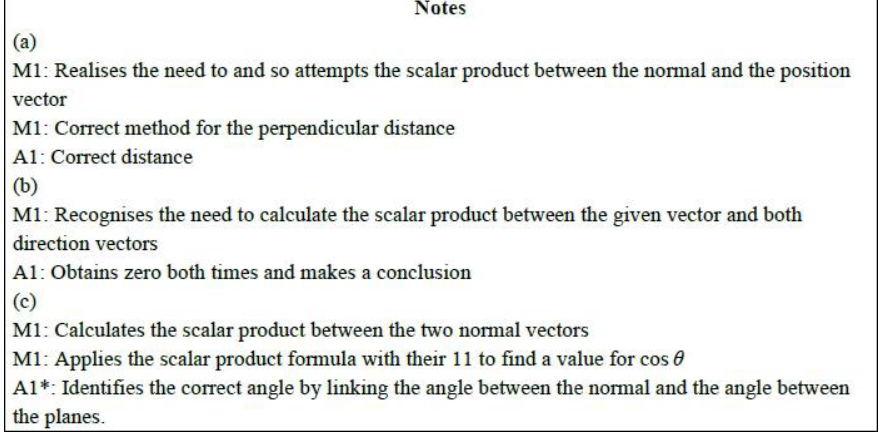 Notes
(a)
M1: Realises the need to and so attempts the scalar product between the normal and the position
vector
M1: Correct method for the perpendicular distance
A1: Correct distance
(b)
M1: Recognises the need to calculate the scalar product between the given vector and both
direction vectors
A1: Obtains zero both times and makes a conclusion
(c)
M1: Calculates the scalar product between the two normal vectors
M1: Applies the scalar product formula with their 11 to find a value for cos θ
A1*: Identifies the correct angle by linking the angle between the normal and the angle between
the planes.